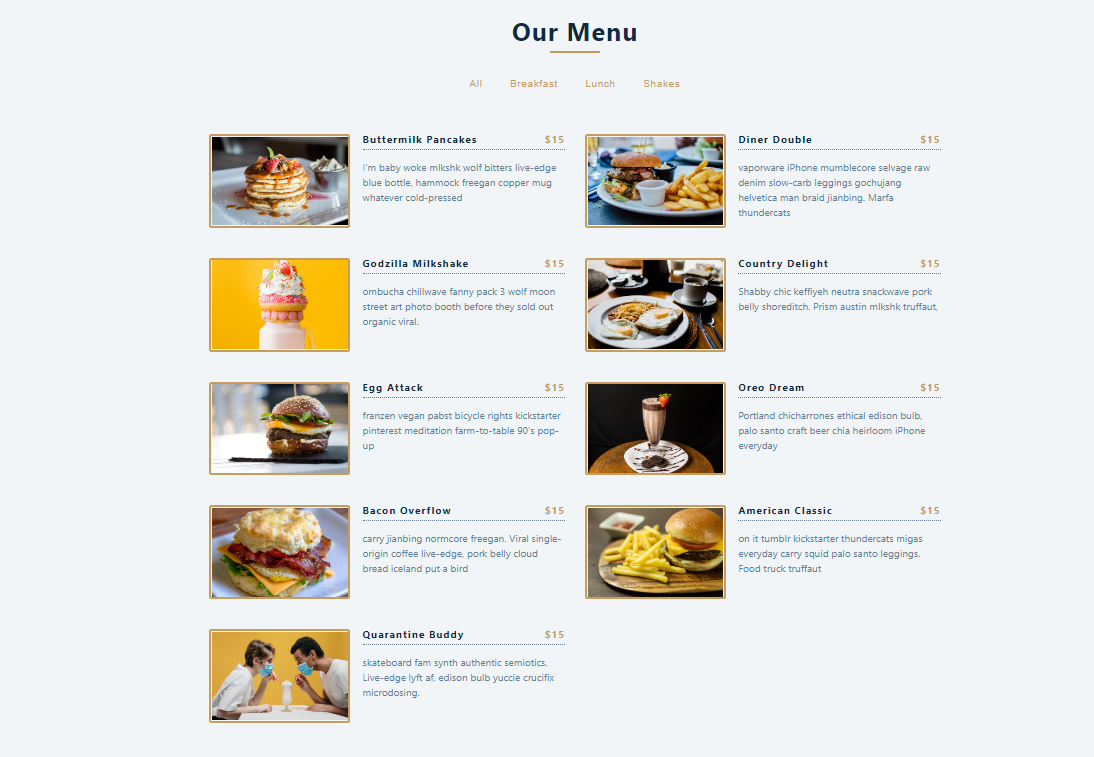 Our Menu
All Breakfast Lunch Shakes
Buttermilk Pancakes $15
I'm baby woke mlkshk wolf bitters live-edge
blue bottle, hammock freegan copper mug
whatever cold-pressed
Diner Double $15
vaporware iPhone mumblecore selvage raw
denim slow-carb leggings gochujang
helvetica man braid jianbing. Marfa
thundercats
Godzilla Milkshake $15
ombucha chillwave fanny pack 3 wolf moon
street art photo booth before they sold out
organic viral.
Country Delight $15
Shabby chic keffiyeh neutra snackwave pork
belly shoreditch. Prism austin mlkshk truffaut,
Egg Attack $15
franzen vegan pabst bicycle rights kickstarter
pinterest meditation farm-to-table 90's pop-
up
Oreo Dream $15
Portland chicharrones ethical edison bulb,
palo santo craft beer chia heirloom iPhone
everyday
Bacon Overflow $15
carry jianbing normcore freegan. Viral single-
origin coffee live-edge, pork belly cloud
bread iceland put a bird
American Classic $15
on it tumblr kickstarter thundercats migas
everyday carry squid palo santo leggings.
Food truck truffaut
Quarantine Buddy $15
skateboard fam synth authentic semiotics.
Live-edge lyft af, edison bulb yuccie crucifix
microdosing.